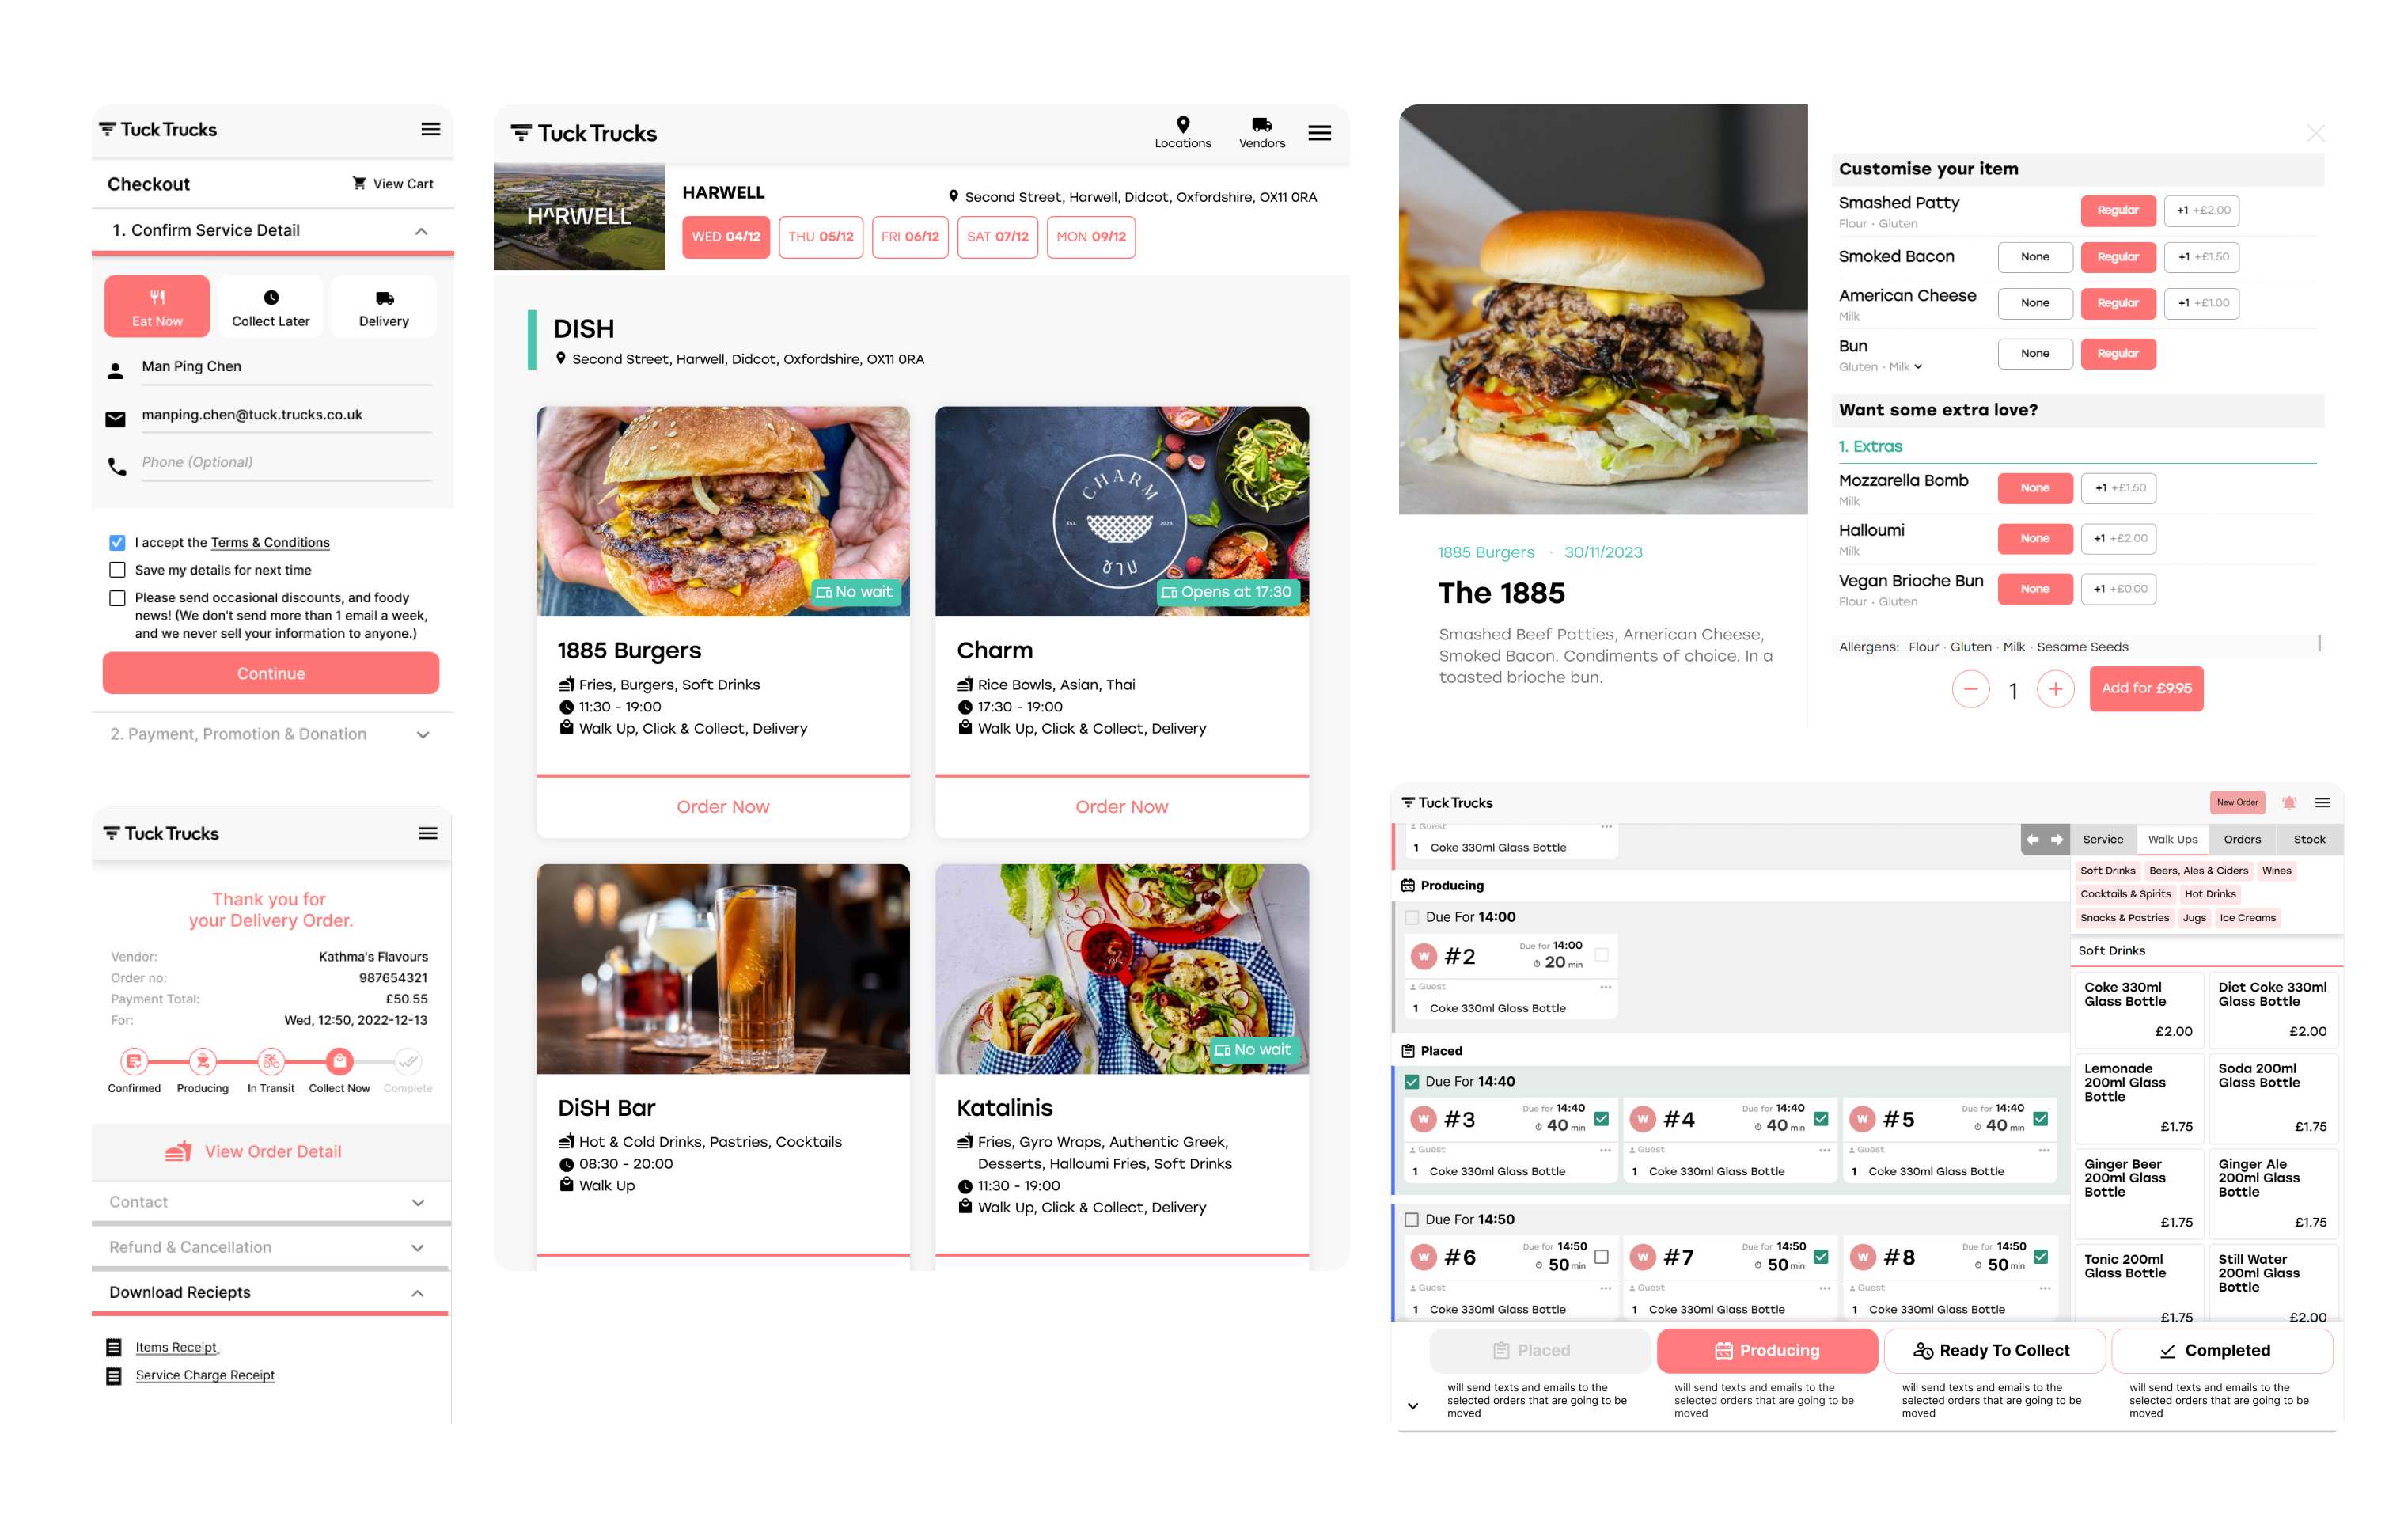 Tuck Trucks
Checkout
View Cart
1. Confirm Service Detail
Eat Now
Collect Later
Delivery
Man Ping Chen
manping.chen@tuck.trucks.co.uk
Phone (Optional)
I accept the Terms & Conditions
Save my details for next time
Please send occasional discounts, and foody
news! (We don't send more than 1 email a week,
and we never sell your information to anyone.)
Continue
2. Payment, Promotion & Donation
Tuck Trucks
Thank you for
your Delivery Order.
Vendor: Kathma's Flavours
Order no: 987654321
Payment Total: £50.55
For: Wed, 12:50, 2022-12-13
Confirmed Producing In Transit Collect Now Complete
View Order Detail
Contact
Refund & Cancellation
Download Reciepts
Items Receipt
Service Charge Receipt
Tuck Trucks
Locations
Vendors
H^RWELL
HARWELL
Second Street, Harwell, Didcot, Oxfordshire, OX11 0RA
WED 04/12 THU 05/12 FRI 06/12 SAT 07/12 MON 09/12
DISH
Second Street, Harwell, Didcot, Oxfordshire, OX11 0RA
No wait
1885 Burgers
Fries, Burgers, Soft Drinks
11:30 - 19:00
Walk Up, Click & Collect, Delivery
Order Now
CHARM
EST. 2023.
Opens at 17:30
Charm
Rice Bowls, Asian, Thai
17:30 - 19:00
Walk Up, Click & Collect, Delivery
Order Now
DiSH Bar
Hot & Cold Drinks, Pastries, Cocktails
08:30 - 20:00
Walk Up
No wait
Katalinis
Fries, Gyro Wraps, Authentic Greek,
Desserts, Halloumi Fries, Soft Drinks
11:30 - 19:00
Walk Up, Click & Collect, Delivery
1885 Burgers · 30/11/2023
The 1885
Smashed Beef Patties, American Cheese,
Smoked Bacon. Condiments of choice. In a
toasted brioche bun.
Customise your item
Smashed Patty
Flour · Gluten
Regular +1 +£2.00
Smoked Bacon
None Regular +1 +£1.50
American Cheese
Milk
None Regular +1 +£1.00
Bun
Gluten · Milk
None Regular
Want some extra love?
1. Extras
Mozzarella Bomb
Milk
None +1 +£1.50
Halloumi
Milk
None +1 +£2.00
Vegan Brioche Bun
Flour · Gluten
None +1 +£0.00
Allergens: Flour · Gluten · Milk · Sesame Seeds
1
Add for £9.95
Tuck Trucks
New Order
Guest
1 Coke 330ml Glass Bottle
Producing
Due For 14:00
W #2 Due for 14:00
20 min
Guest
1 Coke 330ml Glass Bottle
Placed
Due For 14:40
W #3 Due for 14:40
40 min
Guest
1 Coke 330ml Glass Bottle
W #4 Due for 14:40
40 min
Guest
1 Coke 330ml Glass Bottle
W #5 Due for 14:40
40 min
Guest
1 Coke 330ml Glass Bottle
Due For 14:50
W #6 Due for 14:50
50 min
Guest
1 Coke 330ml Glass Bottle
W #7 Due for 14:50
50 min
Guest
1 Coke 330ml Glass Bottle
W #8 Due for 14:50
50 min
Guest
1 Coke 330ml Glass Bottle
Service Walk Ups Orders Stock
Soft Drinks Beers, Ales & Ciders Wines
Cocktails & Spirits Hot Drinks
Snacks & Pastries Jugs Ice Creams
Soft Drinks
Coke 330ml
Glass Bottle
£2.00
Diet Coke 330ml
Glass Bottle
£2.00
Lemonade
200ml Glass
Bottle
£1.75
Soda 200ml
Glass Bottle
£1.75
Ginger Beer
200ml Glass
Bottle
£1.75
Ginger Ale
200ml Glass
Bottle
£1.75
Tonic 200ml
Glass Bottle
£1.75
Still Water
200ml Glass
Bottle
£2.00
Placed
will send texts and emails to the
selected orders that are going to be
moved
Producing
will send texts and emails to the
selected orders that are going to be
moved
Ready To Collect
will send texts and emails to the
selected orders that are going to be
moved
Completed
will send texts and emails to the
selected orders that are going to be
moved